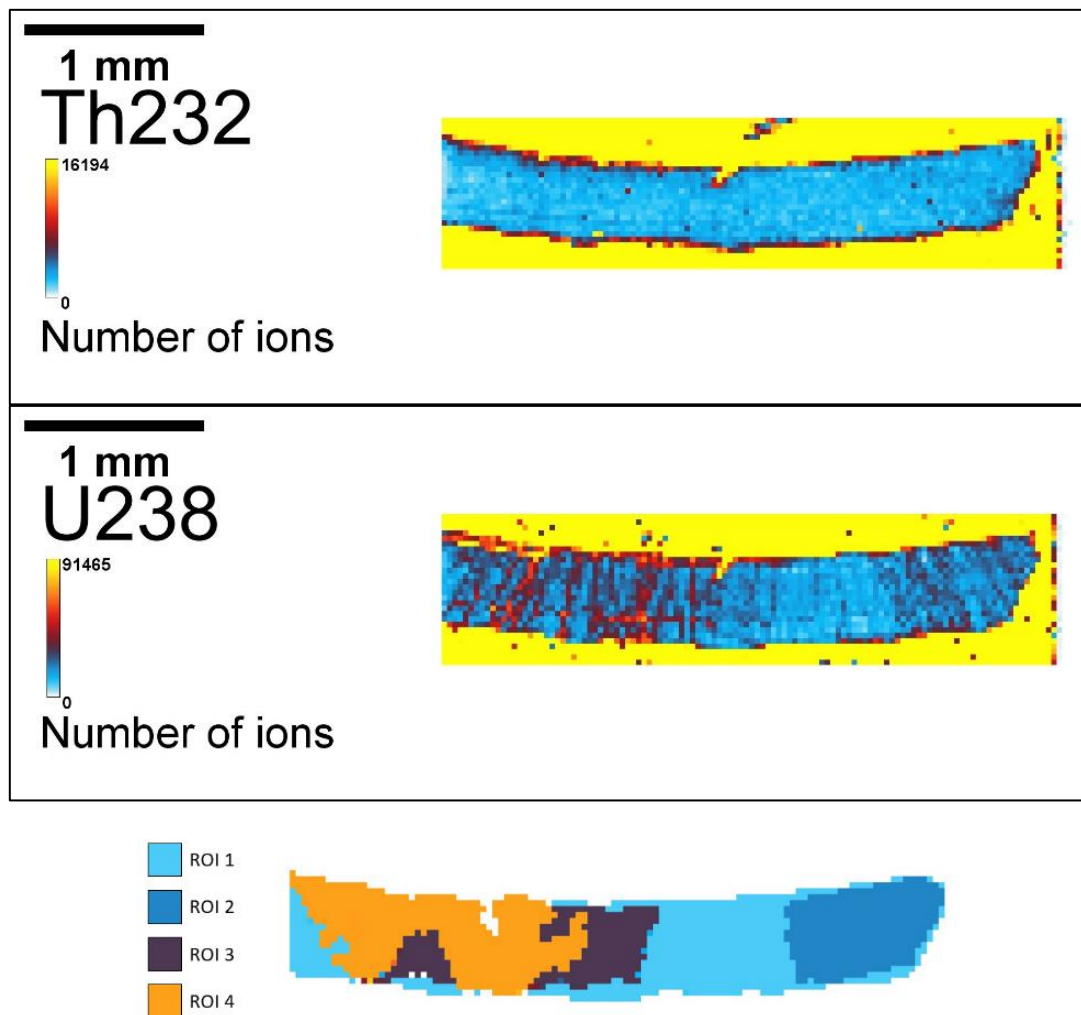 1 mm
Th232
16194
0
Number of ions
1 mm
U238
91465
0
Number of ions
ROI 1
ROI 2
ROI 3
ROI 4